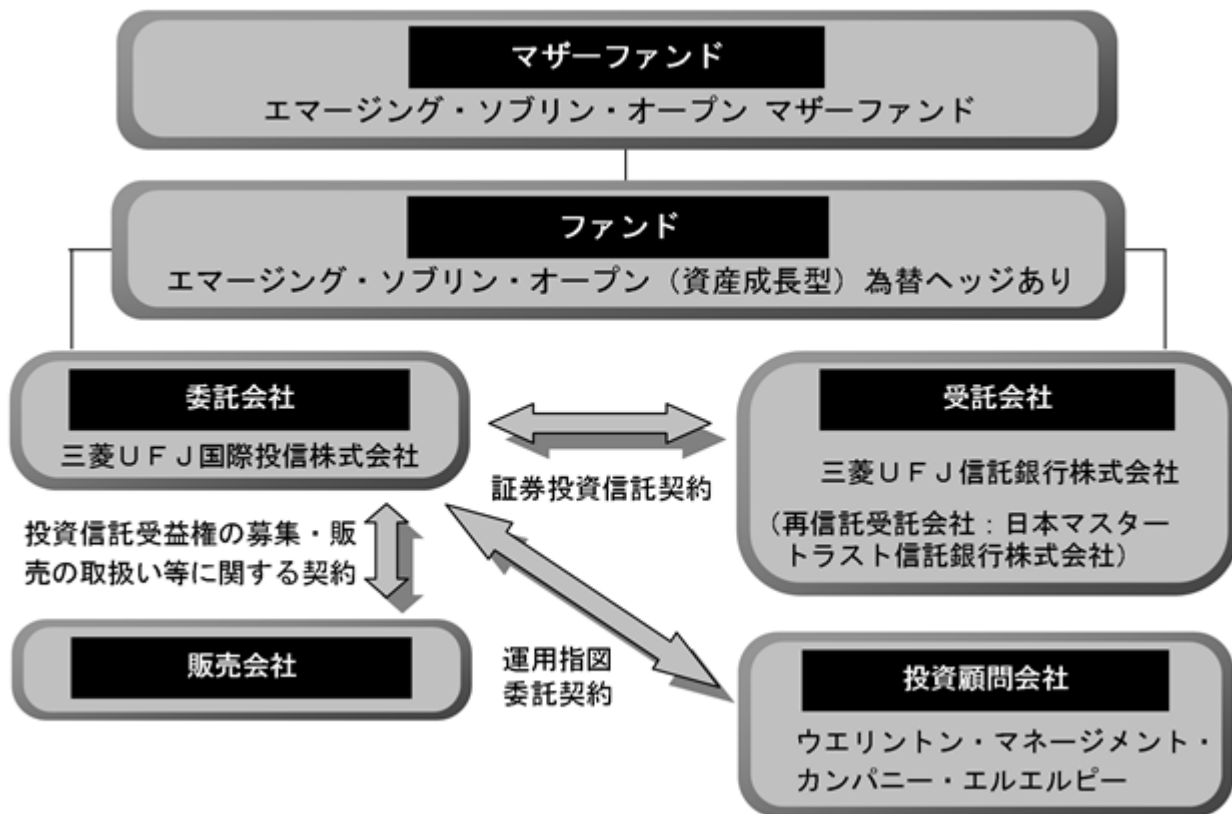 マザーファンド
エマージング・ソブリン・オープン マザーファンド
ファンド
エマージング・ソブリン・オープン（資産成長型）為替ヘッジあり
委託会社
三菱ＵＦＪ国際投信株式会社
受託会社
三菱ＵＦＪ信託銀行株式会社
（再信託受託会社：日本マスター
トラスト信託銀行株式会社）
証券投資信託契約
投資信託受益権の募集・販
売の取扱い等に関する契約
販売会社
運用指図
委託契約
投資顧問会社
ウエリントン・マネージメント・
カンパニー・エルエルピー